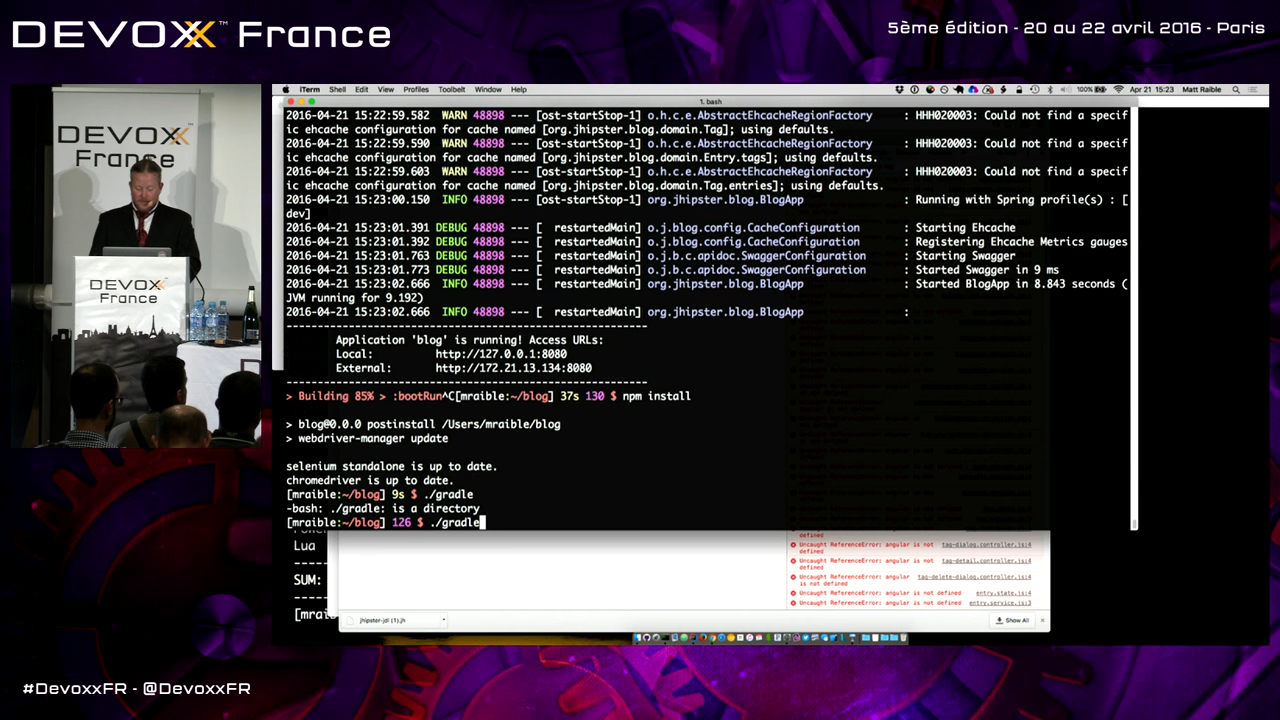 DEVOXX™ France
5ème édition - 20 au 22 avril 2016 - Paris
DEVOXX
France
DEVOXX
France
iTerm Shell Edit View Profiles Toolbelt Window Help
100% Apr 21 15:23 Matt Raible
1. bash
2016-04-21 15:22:59.582 WARN 48898 --- [ost-startStop-1] o.h.c.e.AbstractEhcacheRegionFactory : HHH020003: Could not find a specif
ic ehcache configuration for cache named [org.jhipster.blog.domain.Tag]; using defaults.
2016-04-21 15:22:59.590 WARN 48898 --- [ost-startStop-1] o.h.c.e.AbstractEhcacheRegionFactory : HHH020003: Could not find a specif
ic ehcache configuration for cache named [org.jhipster.blog.domain.Entry.tags]; using defaults.
2016-04-21 15:22:59.603 WARN 48898 --- [ost-startStop-1] o.h.c.e.AbstractEhcacheRegionFactory : HHH020003: Could not find a specif
ic ehcache configuration for cache named [org.jhipster.blog.domain.Tag.entries]; using defaults.
2016-04-21 15:23:00.150 INFO 48898 --- [ost-startStop-1] org.jhipster.blog.BlogApp : Running with Spring profile(s) : [
dev]
2016-04-21 15:23:01.391 DEBUG 48898 --- [ restartedMain] o.j.blog.config.CacheConfiguration : Starting Ehcache
2016-04-21 15:23:01.392 DEBUG 48898 --- [ restartedMain] o.j.blog.config.CacheConfiguration : Registering Ehcache Metrics gauges
2016-04-21 15:23:01.763 DEBUG 48898 --- [ restartedMain] o.j.b.c.apidoc.SwaggerConfiguration : Starting Swagger
2016-04-21 15:23:01.773 DEBUG 48898 --- [ restartedMain] o.j.b.c.apidoc.SwaggerConfiguration : Started Swagger in 9 ms
2016-04-21 15:23:02.666 INFO 48898 --- [ restartedMain] org.jhipster.blog.BlogApp : Started BlogApp in 8.843 seconds (
JVM running for 9.192)
2016-04-21 15:23:02.666 INFO 48898 --- [ restartedMain] org.jhipster.blog.BlogApp :
----------------------------------------------------------
Application 'blog' is running! Access URLs:
Local: http://127.0.0.1:8080
External: http://172.21.13.134:8080
----------------------------------------------------------
> Building 85% > :bootRun^C[mraible:~/blog] 37s 130 $ npm install
> blog@0.0.0 postinstall /Users/mraible/blog
> webdriver-manager update
selenium standalone is up to date.
chromedriver is up to date.
[mraible:~/blog] 9s $ ./gradle
-bash: ./gradle: is a directory
[mraible:~/blog] 126 $ ./gradle
Lua
SUM:
[mrai
defined
Uncaught ReferenceError: angular is not defined tag-dialog.controller.js:4
Uncaught ReferenceError: angular is not defined tag-detail.controller.js:4
Uncaught ReferenceError: angular is not defined tag-delete-dialog.controller.js:4
Uncaught ReferenceError: angular is not defined entry.state.js:4
Uncaught ReferenceError: angular is not defined entry.service.js:3
jhipster-jdl (1).jh
Show All
#DevoxxFR - @DevoxxFR